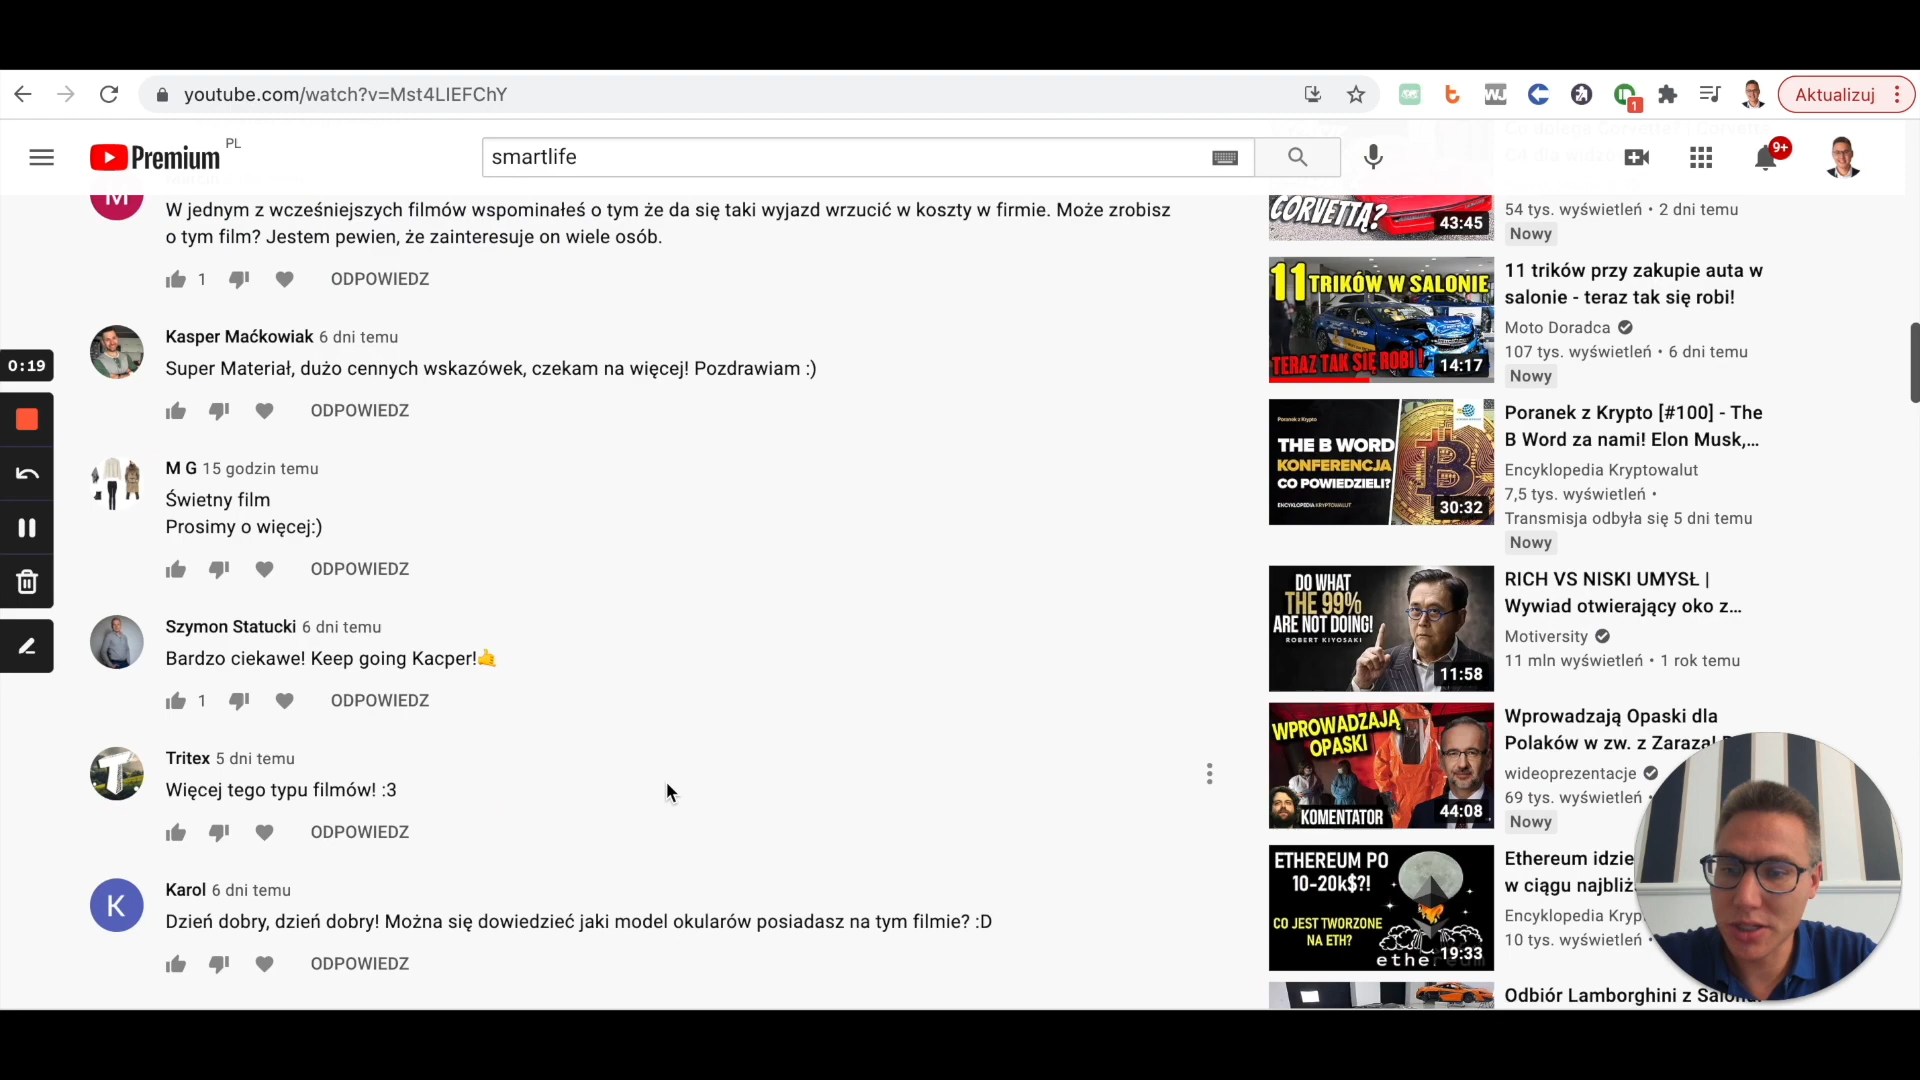 youtube.com/watch?v=Mst4LIEFChY
1
Aktualizuj
Premium PL
smartlife
9+
W jednym z wcześniejszych filmów wspominałeś o tym że da się taki wyjazd wrzucić w koszty w firmie. Może zrobisz
o tym film? Jestem pewien, że zainteresuje on wiele osób.
1 ODPOWIEDZ
Kasper Maćkowiak 6 dni temu
Super Materiał, dużo cennych wskazówek, czekam na więcej! Pozdrawiam :)
ODPOWIEDZ
0:19
M G 15 godzin temu
Świetny film
Prosimy o więcej:)
ODPOWIEDZ
Szymon Statucki 6 dni temu
Bardzo ciekawe! Keep going Kacper!🤙
1 ODPOWIEDZ
T
Tritex 5 dni temu
Więcej tego typu filmów! :3
ODPOWIEDZ
K
Karol 6 dni temu
Dzień dobry, dzień dobry! Można się dowiedzieć jaki model okularów posiadasz na tym filmie? :D
ODPOWIEDZ
CORVETTĄ?
43:45
54 tys. wyświetleń • 2 dni temu
Nowy
11 TRIKÓW W SALONIE
TERAZ TAK SIĘ ROBI!
14:17
11 trików przy zakupie auta w
salonie - teraz tak się robi!
Moto Doradca
107 tys. wyświetleń • 6 dni temu
Nowy
Poranek z Krypto
THE B WORD
KONFERENCJA
CO POWIEDZIELI?
ENCYKLOPEDIA KRYPTOWALUT
30:32
Poranek z Krypto [#100] - The
B Word za nami! Elon Musk,...
Encyklopedia Kryptowalut
7,5 tys. wyświetleń •
Transmisja odbyła się 5 dni temu
Nowy
DO WHAT
THE 99%
ARE NOT DOING!
ROBERT KIYOSAKI
11:58
RICH VS NISKI UMYSŁ |
Wywiad otwierający oko z...
Motiversity
11 mln wyświetleń • 1 rok temu
WPROWADZAJĄ
OPASKI
KOMENTATOR
44:08
Wprowadzają Opaski dla
Polaków w zw. z Zarazą!
wideoprezentacje
69 tys. wyświetleń •
Nowy
ETHEREUM PO
10-20k$?!
CO JEST TWORZONE
NA ETH?
19:33
Ethereum idzie
w ciągu najbliż
Encyklopedia Kryp
10 tys. wyświetleń •
Odbiór Lamborghini z Salonu